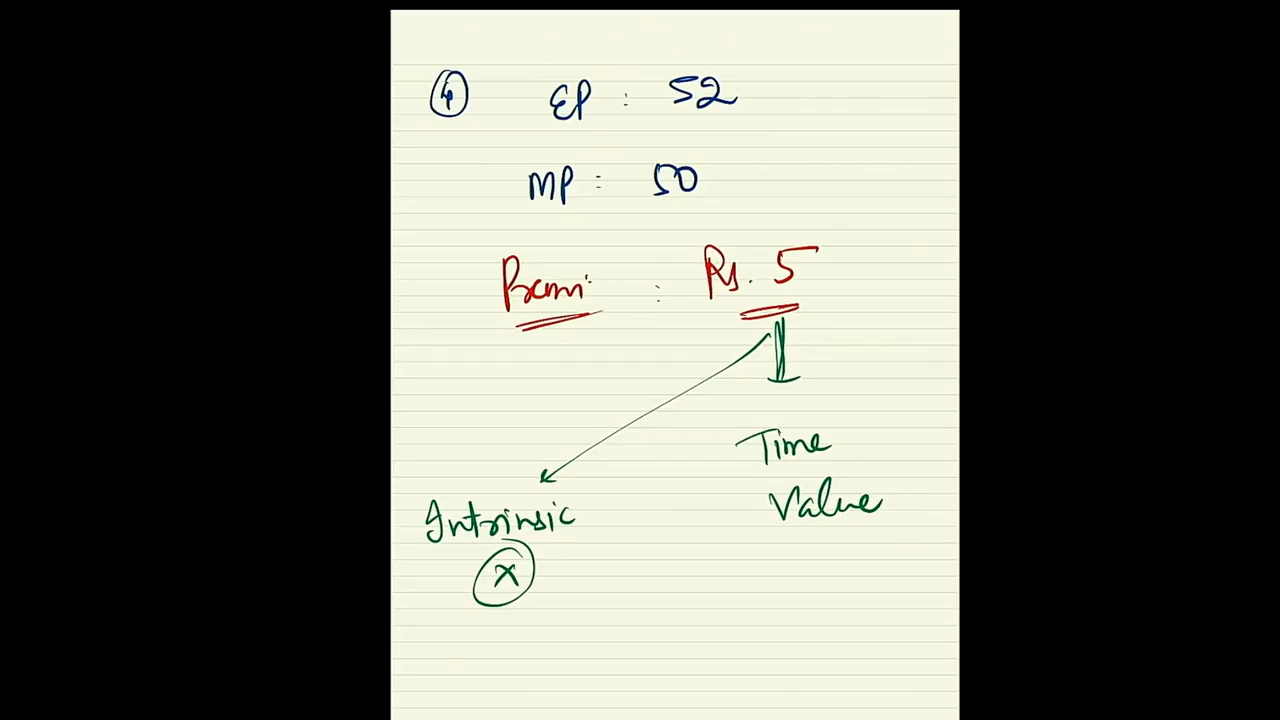 ④ EP : 52
MP : 50
Premi : Rs. 5
Time
Value
Intrinsic
X